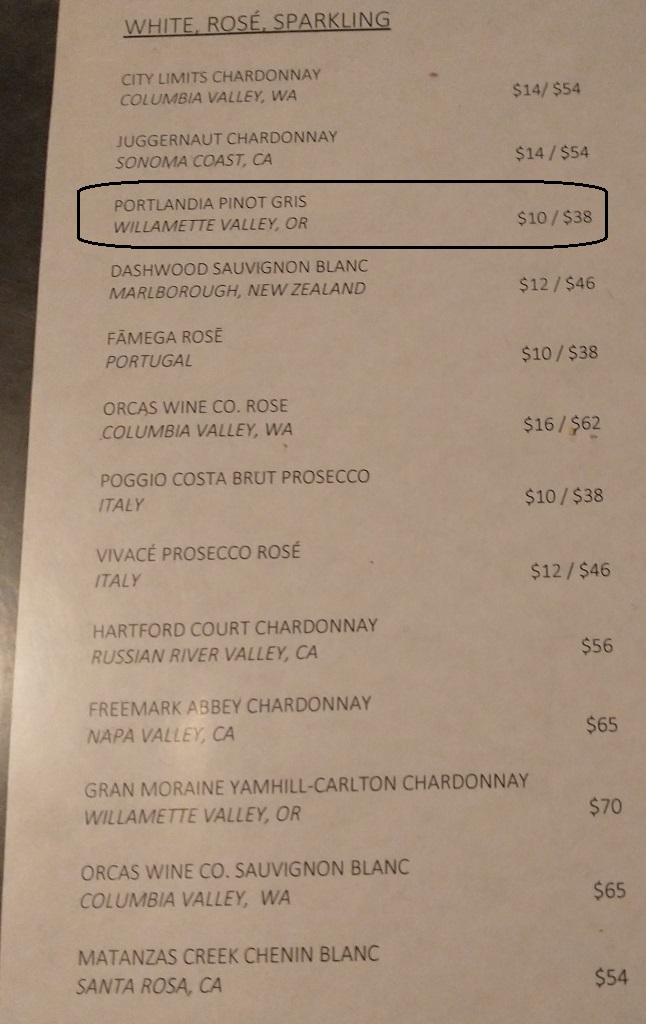 WHITE, ROSÉ, SPARKLING
CITY LIMITS CHARDONNAY
COLUMBIA VALLEY, WA $14/ $54
JUGGERNAUT CHARDONNAY
SONOMA COAST, CA $14 / $54
PORTLANDIA PINOT GRIS
WILLAMETTE VALLEY, OR $10 / $38
DASHWOOD SAUVIGNON BLANC
MARLBOROUGH, NEW ZEALAND $12 / $46
FĀMEGA ROSĒ
PORTUGAL $10 / $38
ORCAS WINE CO. ROSE
COLUMBIA VALLEY, WA $16 / $62
POGGIO COSTA BRUT PROSECCO
ITALY $10 / $38
VIVACÉ PROSECCO ROSÉ
ITALY $12 / $46
HARTFORD COURT CHARDONNAY
RUSSIAN RIVER VALLEY, CA $56
FREEMARK ABBEY CHARDONNAY
NAPA VALLEY, CA $65
GRAN MORAINE YAMHILL-CARLTON CHARDONNAY
WILLAMETTE VALLEY, OR $70
ORCAS WINE CO. SAUVIGNON BLANC
COLUMBIA VALLEY, WA $65
MATANZAS CREEK CHENIN BLANC
SANTA ROSA, CA $54